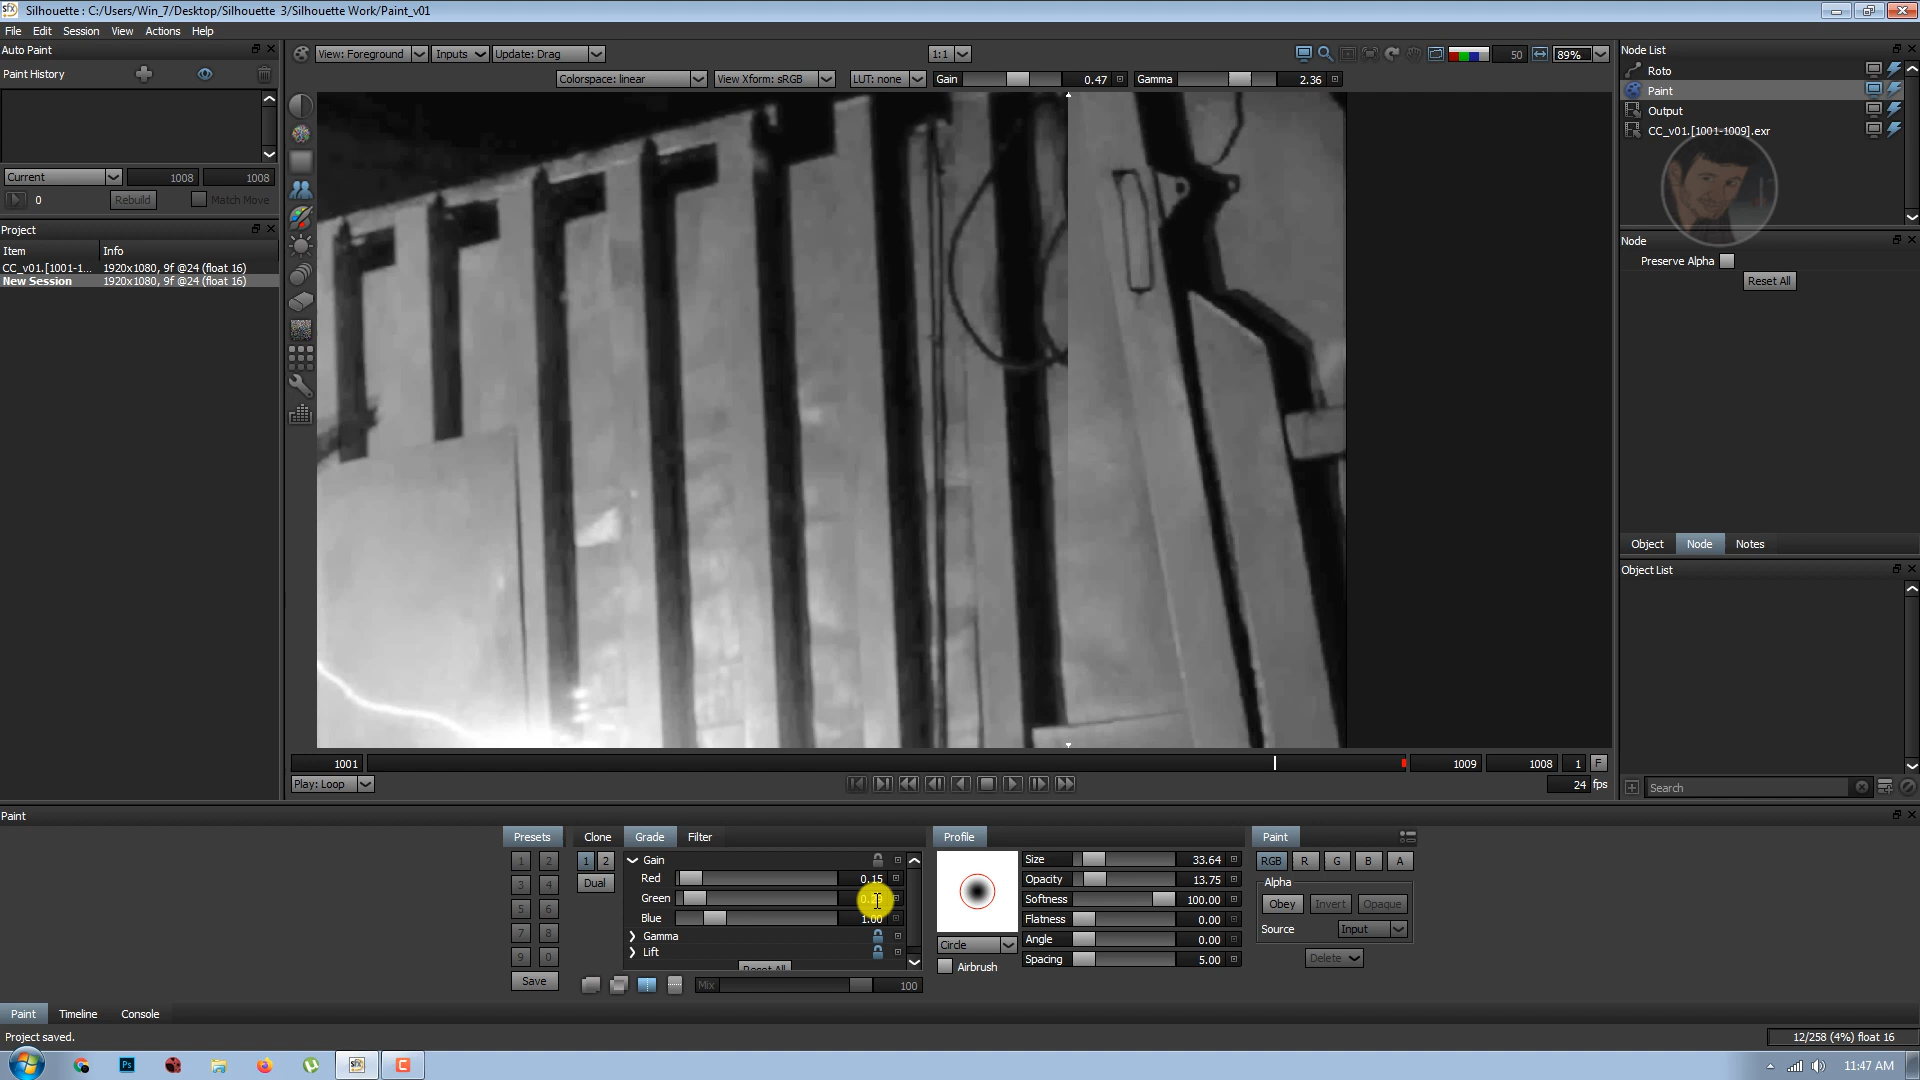 Silhouette : C:/Users/Win_7/Desktop/Silhouette 3/Silhouette Work/Paint_v01
File Edit Session View Actions Help
Auto Paint
Paint History
Current 1008 1008
0 Rebuild Match Move
Project
Item Info
CC_v01.[1001-1... 1920x1080, 9f @24 (float 16)
New Session 1920x1080, 9f @24 (float 16)
View: Foreground Inputs Update: Drag 1:1 50 89%
Colorspace: linear View Xform: sRGB LUT: none Gain 0.47 Gamma 2.36
Node List
Roto
Paint
Output
CC_v01.[1001-1009].exr
Node
Preserve Alpha
Reset All
Object Node Notes
Object List
Search
1001 1009 1008 1 F
Play: Loop 24 fps
Paint
Presets
1 2
3 4
5 6
7 8
9 0
Save
Clone Grade Filter
1 2
Dual
Gain
Red 0.15
Green
Blue 1.00
Gamma
Lift
Reset All
Mix 100
Profile
Circle
Airbrush
Size 33.64
Opacity 13.75
Softness 100.00
Flatness 0.00
Angle 0.00
Spacing 5.00
Paint
RGB R G B A
Alpha
Obey Invert Opaque
Source Input
Delete
Paint Timeline Console
Project saved.
12/258 (4%) float 16
11:47 AM